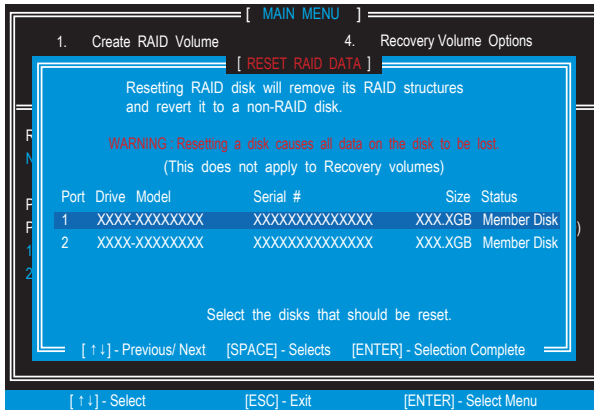 [ MAIN MENU ]
1. Create RAID Volume 4. Recovery Volume Options
[ RESET RAID DATA ]
Resetting RAID disk will remove its RAID structures
and revert it to a non-RAID disk.
WARNING : Resetting a disk causes all data on the disk to be lost.
(This does not apply to Recovery volumes)
Port Drive Model Serial # Size Status
1 XXXX-XXXXXXXX XXXXXXXXXXXXXX XXX.XGB Member Disk
2 XXXX-XXXXXXXX XXXXXXXXXXXXXX XXX.XGB Member Disk
Select the disks that should be reset.
[ ↑↓] - Previous/ Next [SPACE] - Selects [ENTER] - Selection Complete
[ ↑↓] - Select [ESC] - Exit [ENTER] - Select Menu